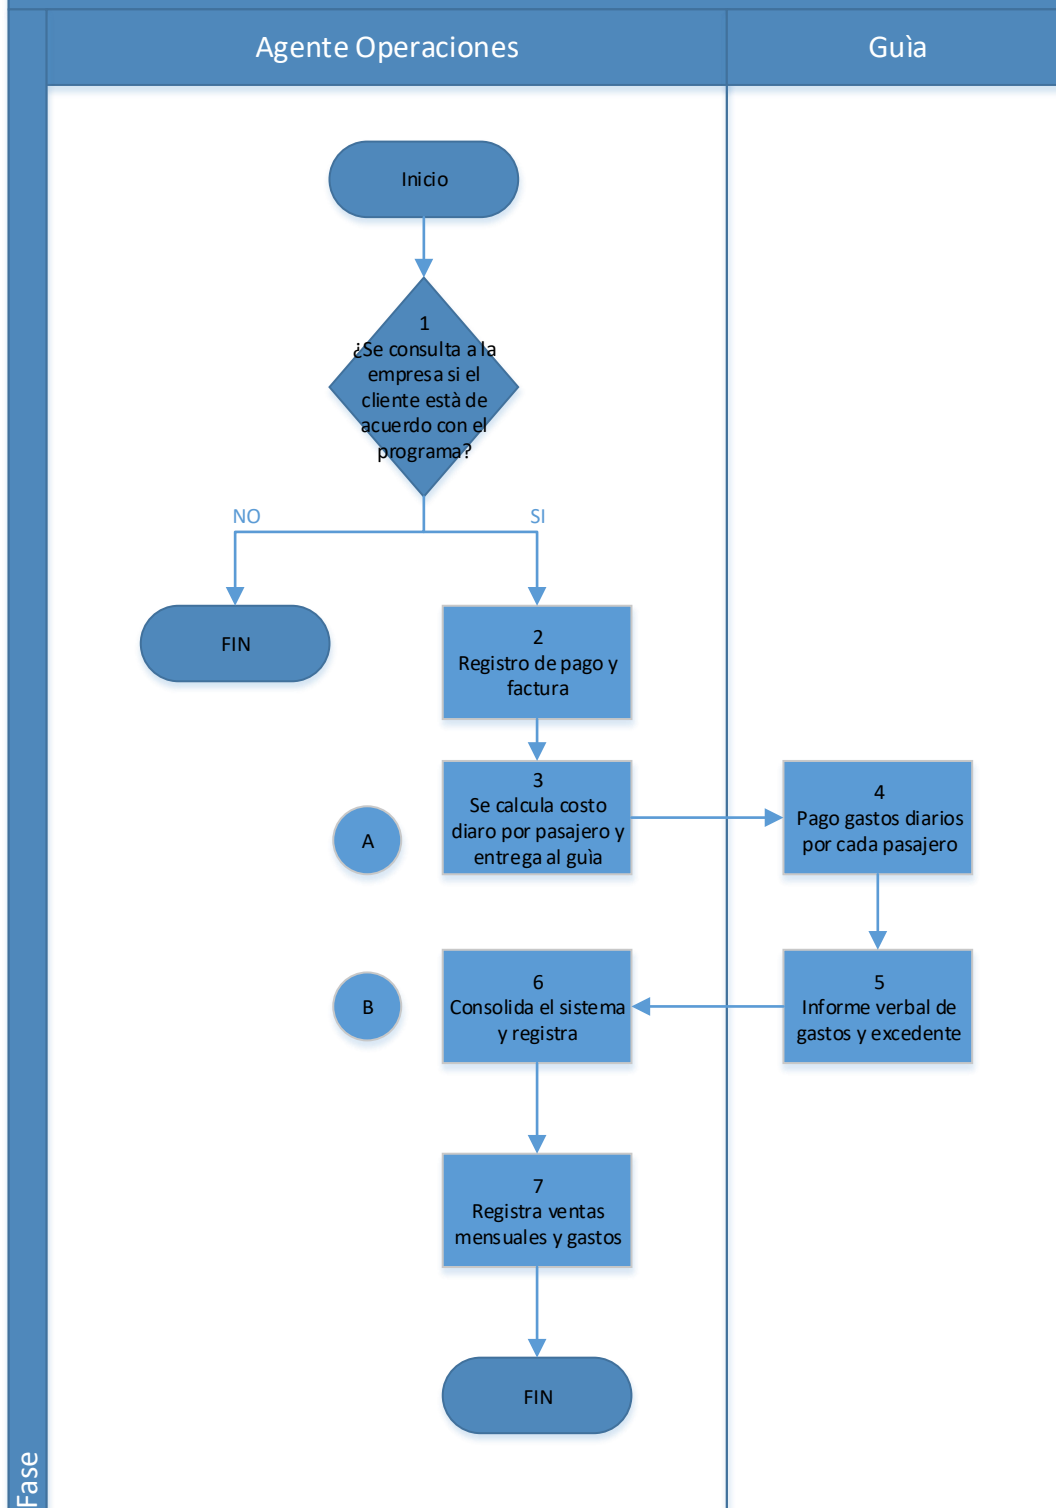 Agente Operaciones
Guìa
Inicio
1
¿Se consulta a la
empresa si el
cliente està de
acuerdo con el
programa?
NO
SI
FIN
2
Registro de pago y
factura
3
Se calcula costo
diaro por pasajero y
entrega al guìa
A
4
Pago gastos diarios
por cada pasajero
B
6
Consolida el sistema
y registra
5
Informe verbal de
gastos y excedente
7
Registra ventas
mensuales y gastos
FIN
Fase